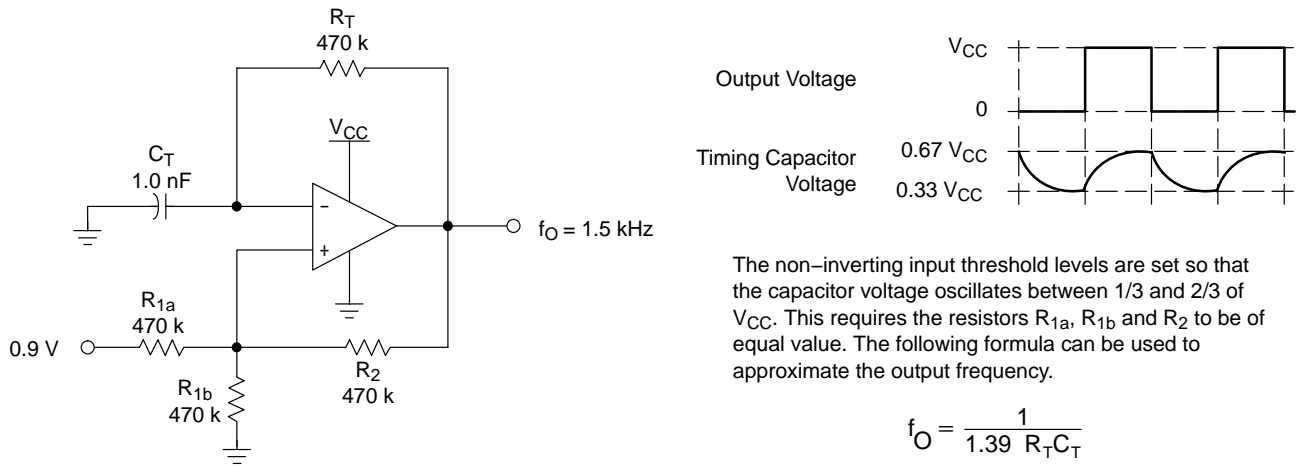 R_T
470 k
V_CC
C_T
1.0 nF
−
+
f_O = 1.5 kHz
R_1a
470 k
0.9 V
R_1b
470 k
R_2
470 k
Output Voltage
V_CC
0
Timing Capacitor
Voltage
0.67 V_CC
0.33 V_CC
The non−inverting input threshold levels are set so that
the capacitor voltage oscillates between 1/3 and 2/3 of
V_CC. This requires the resistors R_1a, R_1b and R_2 to be of
equal value. The following formula can be used to
approximate the output frequency.
f_O = 1 / 1.39 R_TC_T